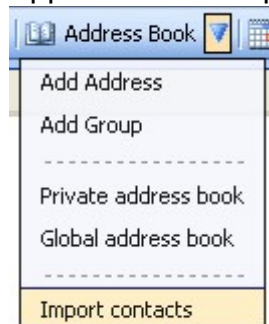 Address Book
Add Address
Add Group
Private address book
Global address book
Import contacts